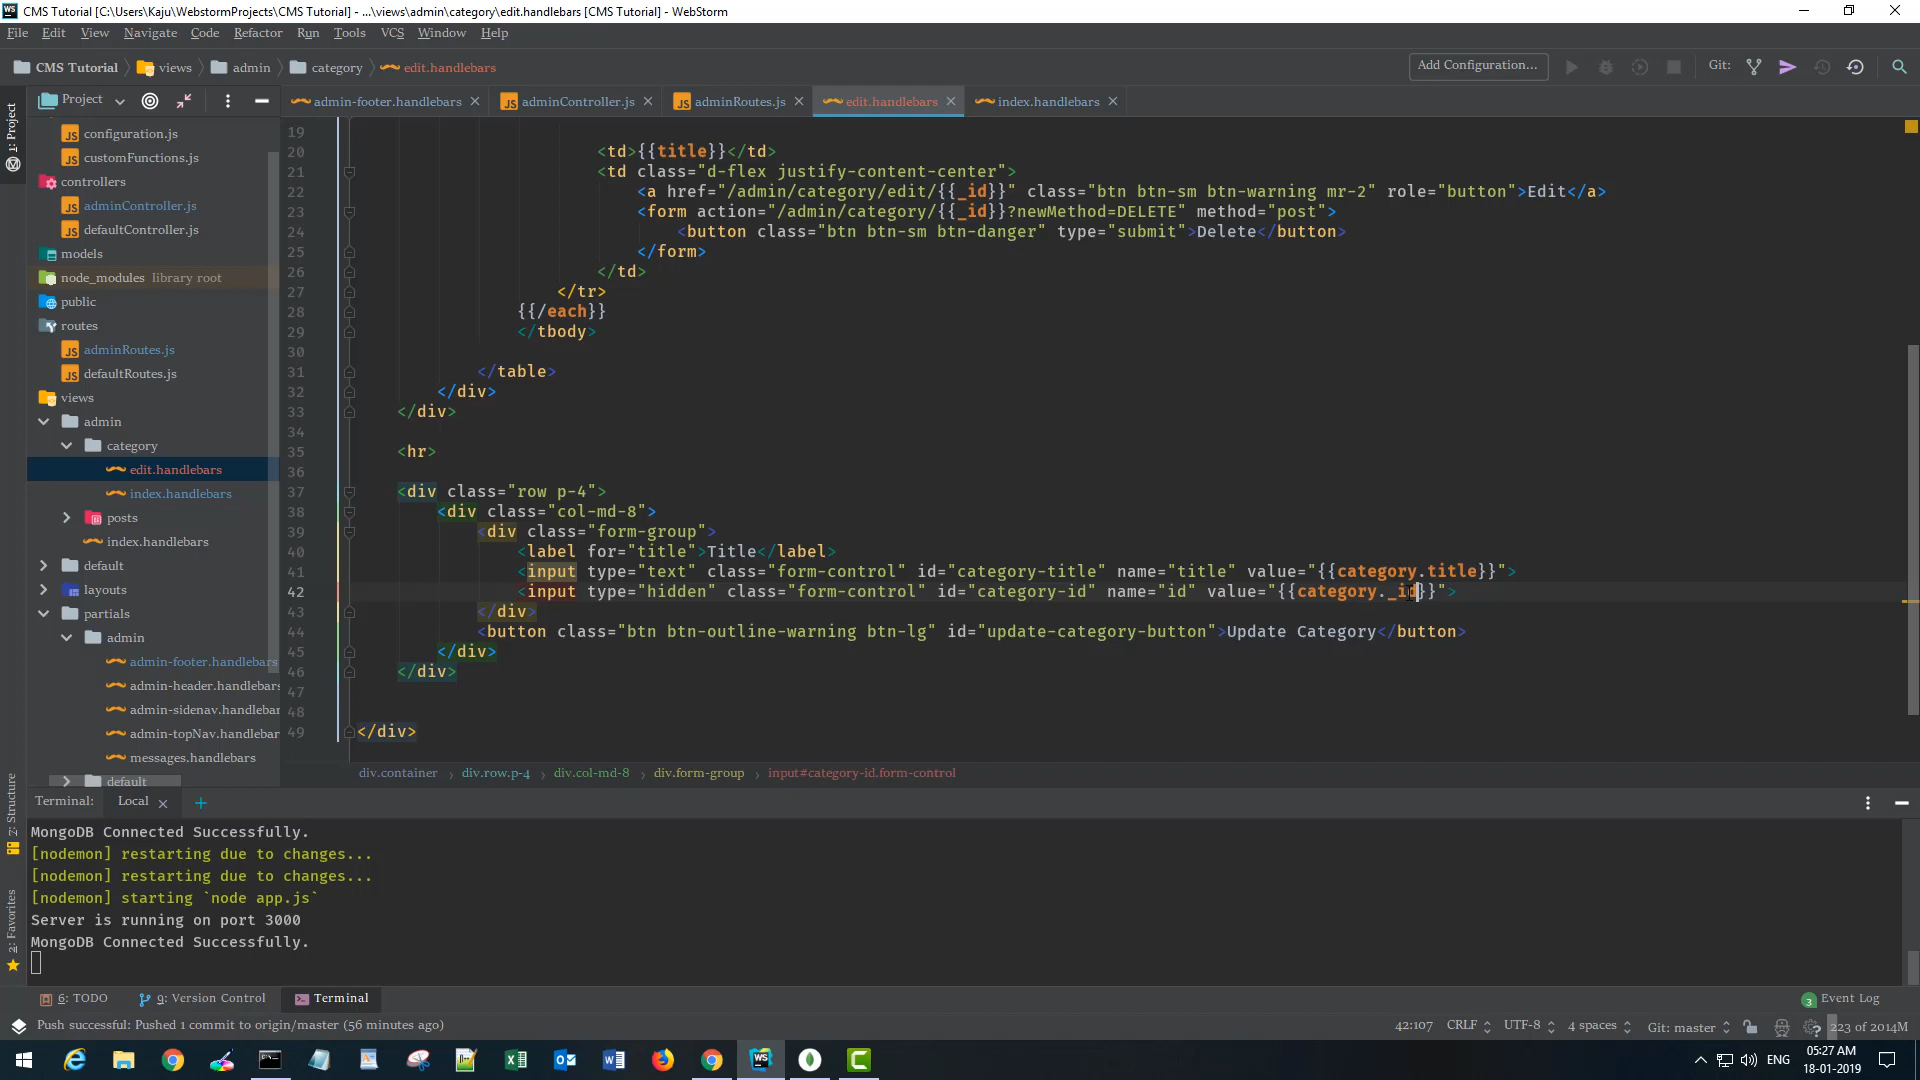 CMS Tutorial [C:\Users\Kaju\WebstormProjects\CMS Tutorial] - ...\views\admin\category\edit.handlebars [CMS Tutorial] - WebStorm
File Edit View Navigate Code Refactor Run Tools VCS Window Help
CMS Tutorial views admin category edit.handlebars Add Configuration... Git:
Project admin-footer.handlebars adminController.js adminRoutes.js edit.handlebars index.handlebars
1: Project
configuration.js
customFunctions.js
controllers
adminController.js
defaultController.js
models
node_modules library root
public
routes
adminRoutes.js
defaultRoutes.js
views
admin
category
edit.handlebars
index.handlebars
posts
index.handlebars
default
layouts
partials
admin
admin-footer.handlebars
admin-header.handlebars
admin-sidenav.handlebar
admin-topNav.handlebar
messages.handlebars
default
19
20 <td>{{title}}</td>
21 <td class="d-flex justify-content-center">
22 <a href="/admin/category/edit/{{_id}}" class="btn btn-sm btn-warning mr-2" role="button">Edit</a>
23 <form action="/admin/category/{{_id}}?newMethod=DELETE" method="post">
24 <button class="btn btn-sm btn-danger" type="submit">Delete</button>
25 </form>
26 </td>
27 </tr>
28 {{/each}}
29 </tbody>
30
31 </table>
32 </div>
33 </div>
34
35 <hr>
36
37 <div class="row p-4">
38 <div class="col-md-8">
39 <div class="form-group">
40 <label for="title">Title</label>
41 <input type="text" class="form-control" id="category-title" name="title" value="{{category.title}}">
42 <input type="hidden" class="form-control" id="category-id" name="id" value="{{category._id}}">
43 </div>
44 <button class="btn btn-outline-warning btn-lg" id="update-category-button">Update Category</button>
45 </div>
46 </div>
47
48
49 </div>
div.container div.row.p-4 div.col-md-8 div.form-group input#category-id.form-control
Z: Structure
2: Favorites
Terminal: Local
MongoDB Connected Successfully.
[nodemon] restarting due to changes...
[nodemon] restarting due to changes...
[nodemon] starting `node app.js`
Server is running on port 3000
MongoDB Connected Successfully.
6: TODO 9: Version Control Terminal 3 Event Log
Push successful: Pushed 1 commit to origin/master (56 minutes ago) 42:107 CRLF UTF-8 4 spaces Git: master 223 of 2014M
ENG 05:27 AM
18-01-2019